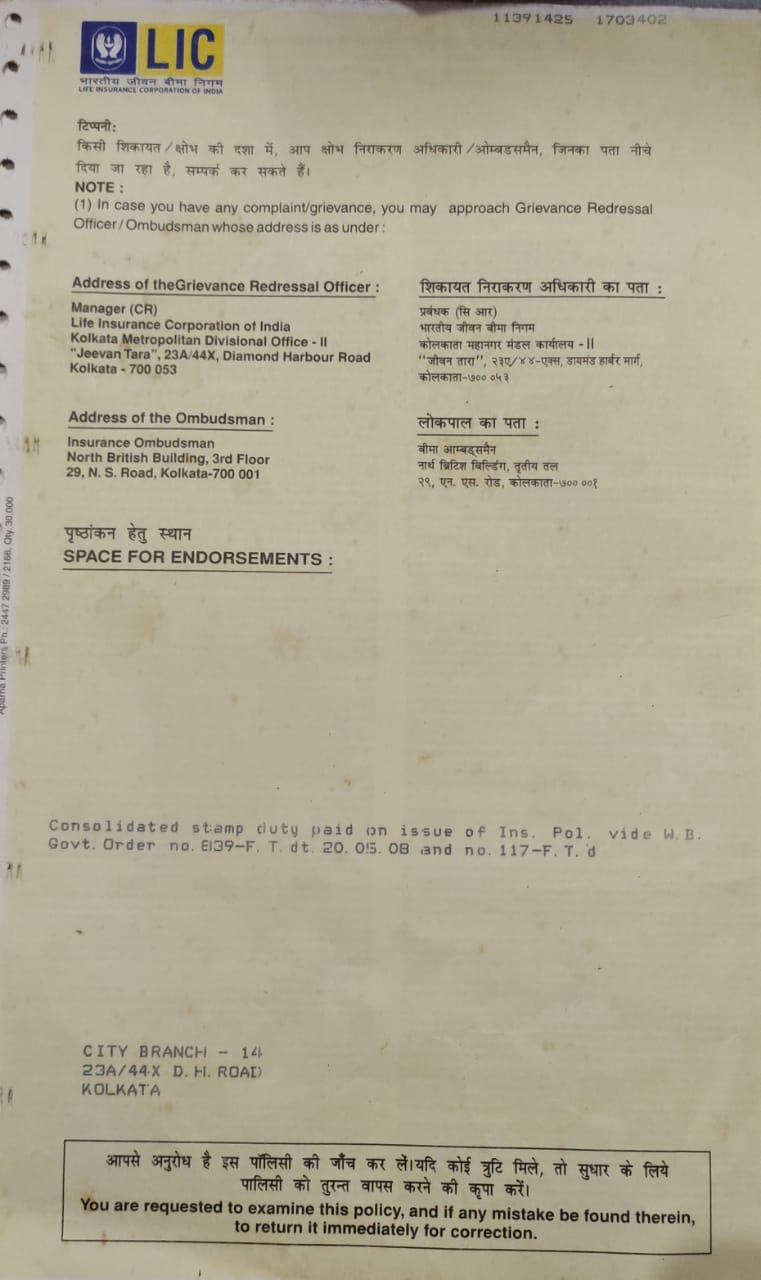 11391425 1703402
LIC
भारतीय जीवन बीमा निगम
LIFE INSURANCE CORPORATION OF INDIA
टिप्पनी:
किसी शिकायत/क्षोभ की दशा में, आप क्षोभ निराकरण अधिकारी/ओम्बडसमैन, जिनका पता नीचे
दिया जा रहा है, सम्पर्क कर सकते हैं।
NOTE :
(1) In case you have any complaint/grievance, you may approach Grievance Redressal
Officer/Ombudsman whose address is as under :
Address of theGrievance Redressal Officer :
Manager (CR)
Life Insurance Corporation of India
Kolkata Metropolitan Divisional Office - II
"Jeevan Tara", 23A/44X, Diamond Harbour Road
Kolkata - 700 053
शिकायत निराकरण अधिकारी का पता :
प्रबंधक (सि आर)
भारतीय जीवन बीमा निगम
कोलकाता महानगर मंडल कार्यालय - II
"जीवन तारा", २३ए/४४-एक्स, डायमंड हार्बर मार्ग,
कोलकाता-७०० ०५३
Address of the Ombudsman :
Insurance Ombudsman
North British Building, 3rd Floor
29, N. S. Road, Kolkata-700 001
लोकपाल का पता :
बीमा आम्बड्समैन
नार्थ ब्रिटिश बिल्डिंग, तृतीय तल
२९, एन. एस. रोड, कोलकाता-७०० ००१
पृष्ठांकन हेतु स्थान
SPACE FOR ENDORSEMENTS :
Aparna Printers Ph.: 2447 2989 / 2166, Qty. 30,000
Consolidated stamp duty paid on issue of Ins. Pol. vide W.B.
Govt. Order no. 839-F. T. dt. 20.05.08 and no. 117-F. T. d
CITY BRANCH - 14
23A/44X D.H. ROAD
KOLKATA
आपसे अनुरोध है इस पॉलिसी की जाँच कर लें।यदि कोई त्रुटि मिले, तो सुधार के लिये
पालिसी को तुरन्त वापस करने की कृपा करें।
You are requested to examine this policy, and if any mistake be found therein,
to return it immediately for correction.